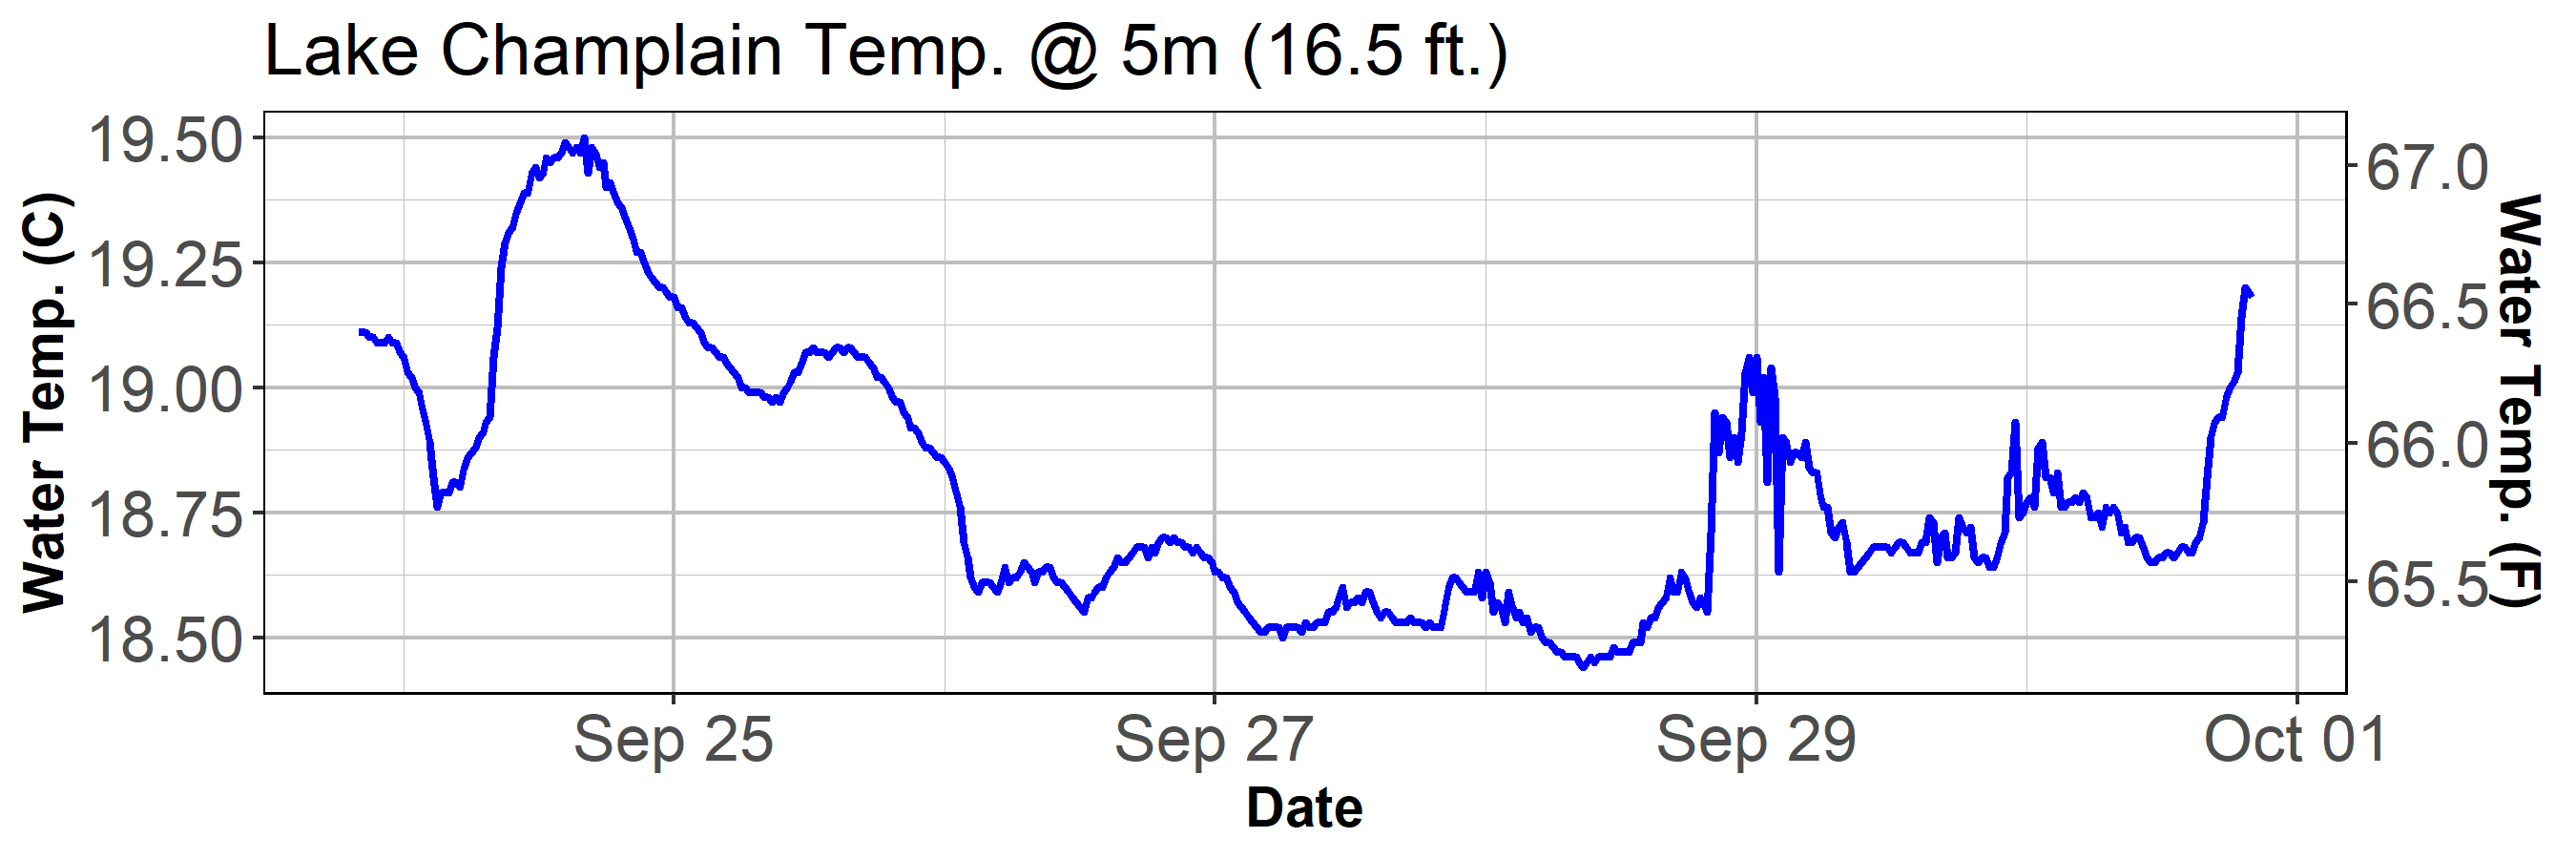 Lake Champlain Temp. @ 5m (16.5 ft.)
Water Temp. (C)
19.50
19.25
19.00
18.75
18.50
67.0
66.5
66.0
65.5
Water Temp. (F)
Sep 25
Sep 27
Sep 29
Oct 01
Date